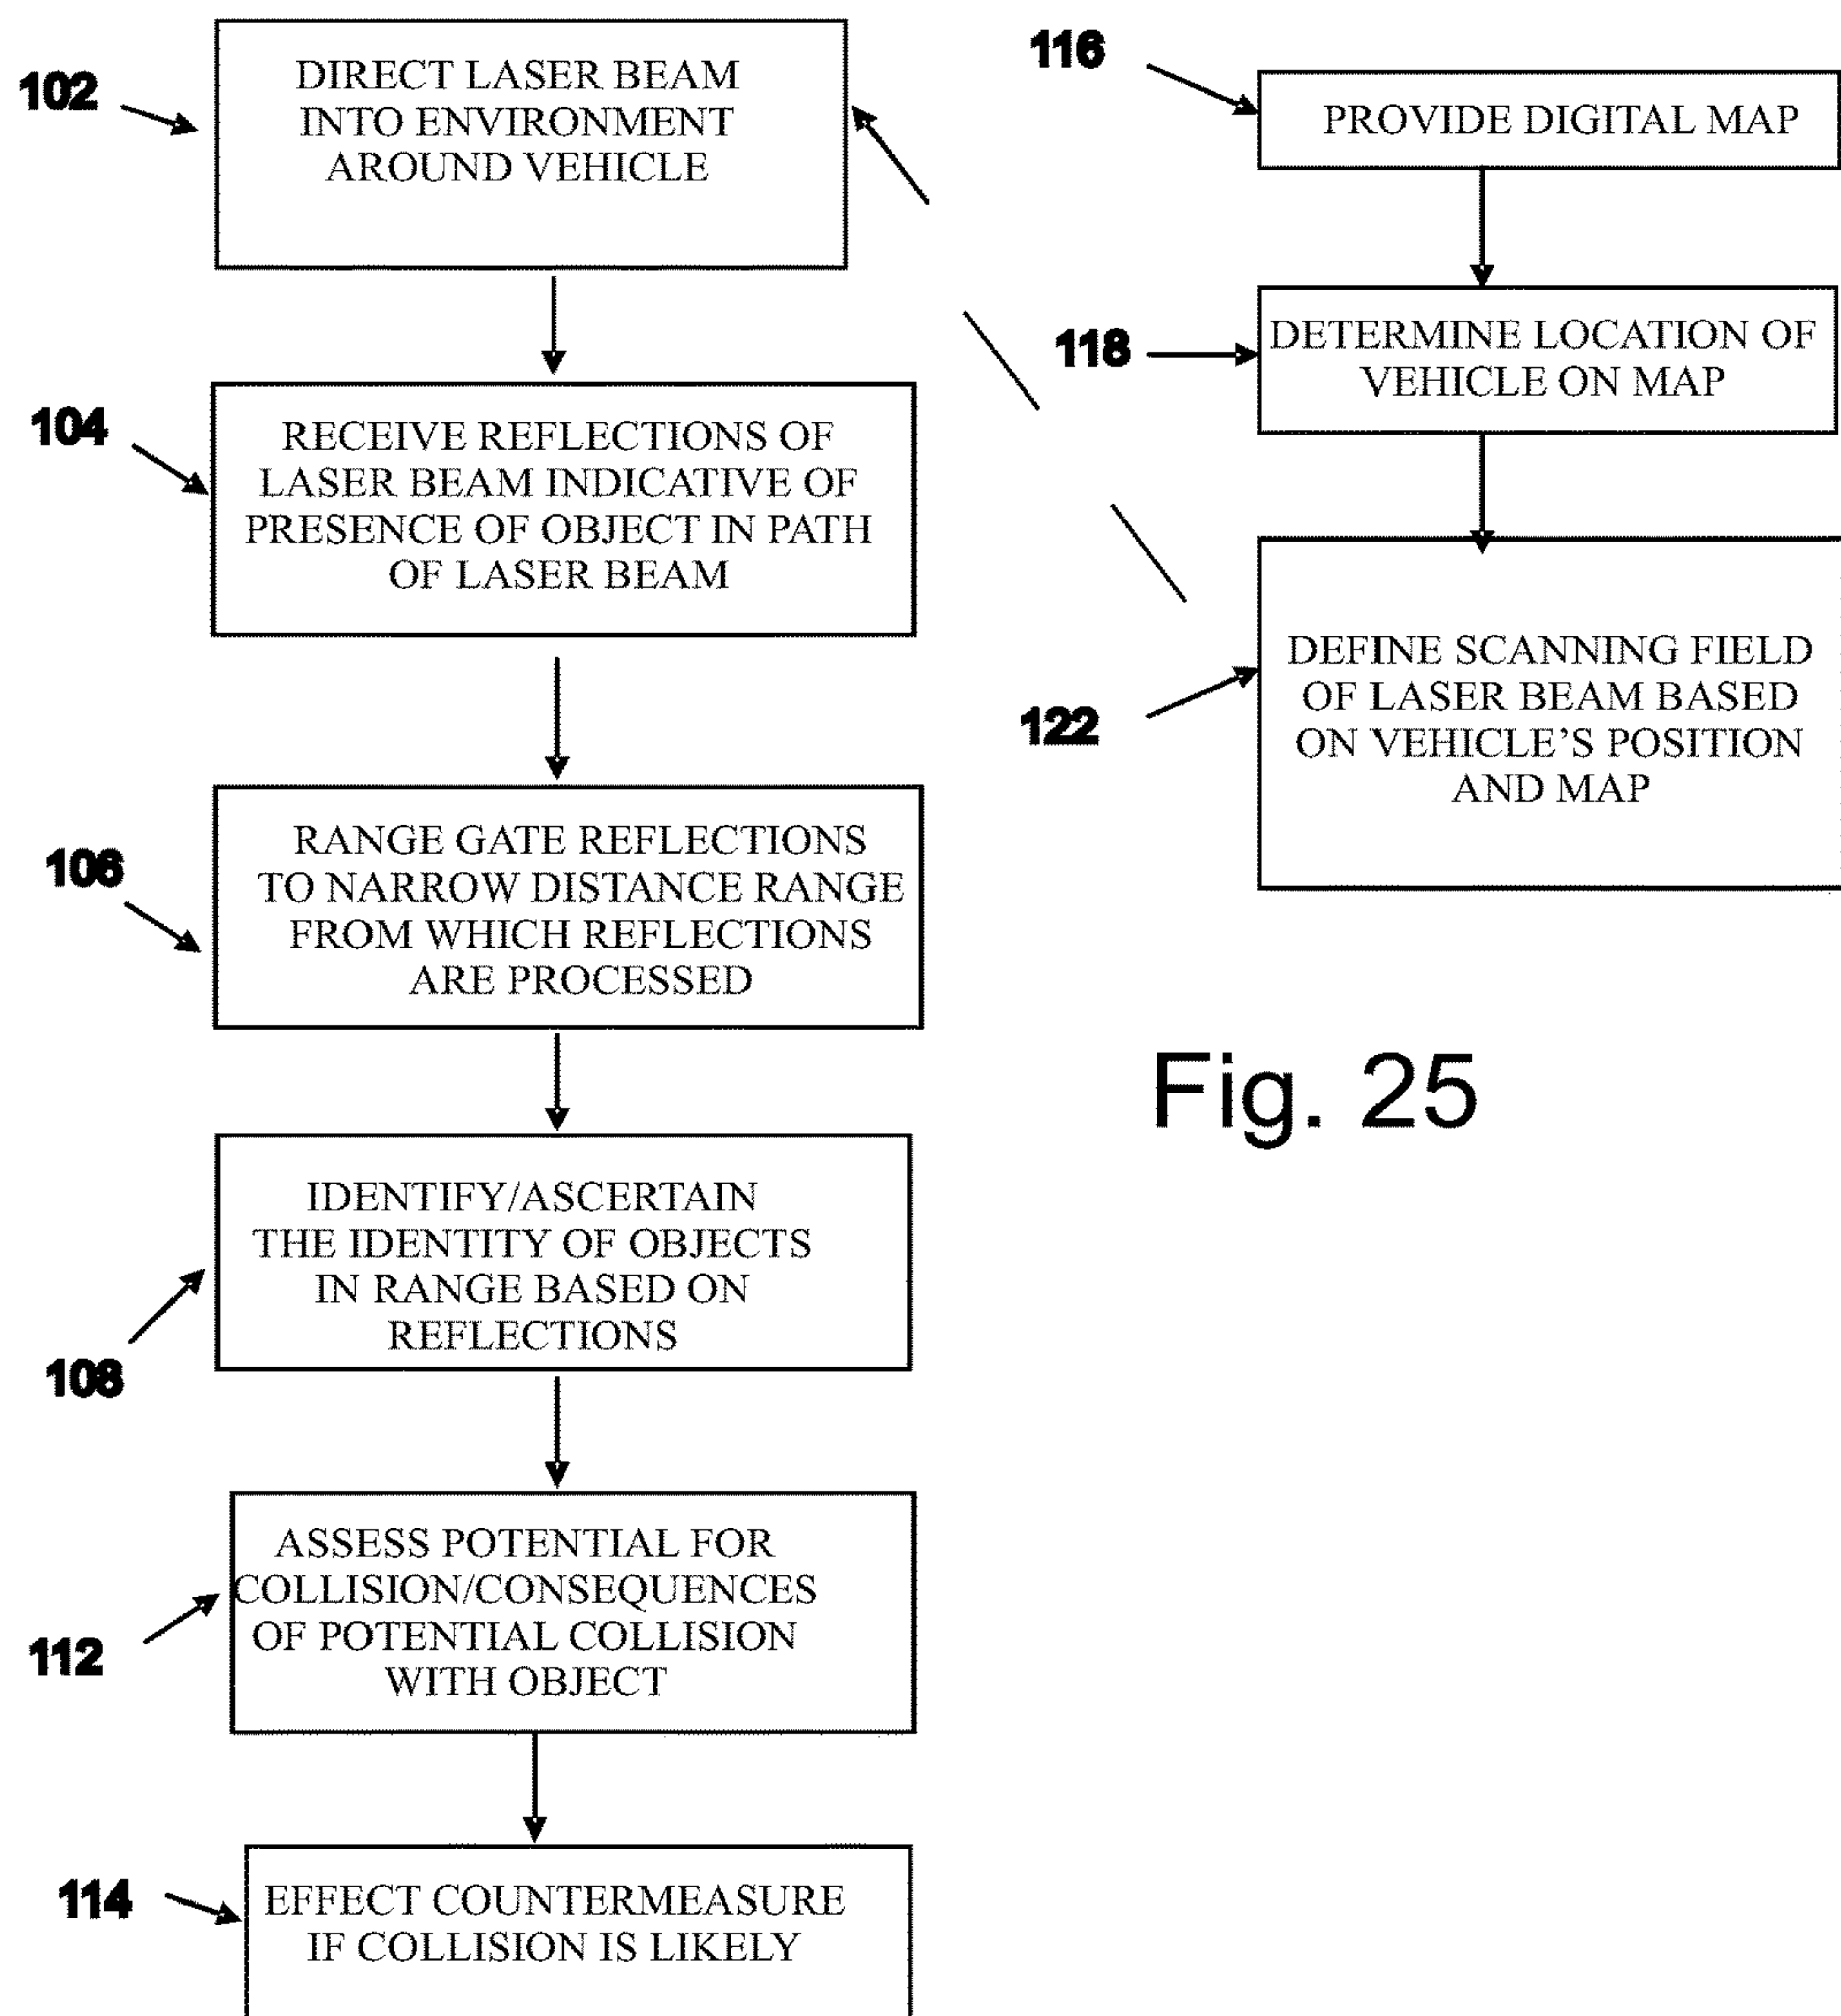 102
DIRECT LASER BEAM
INTO ENVIRONMENT
AROUND VEHICLE
104
RECEIVE REFLECTIONS OF
LASER BEAM INDICATIVE OF
PRESENCE OF OBJECT IN PATH
OF LASER BEAM
106
RANGE GATE REFLECTIONS
TO NARROW DISTANCE RANGE
FROM WHICH REFLECTIONS
ARE PROCESSED
108
IDENTIFY/ASCERTAIN
THE IDENTITY OF OBJECTS
IN RANGE BASED ON
REFLECTIONS
112
ASSESS POTENTIAL FOR
COLLISION/CONSEQUENCES
OF POTENTIAL COLLISION
WITH OBJECT
114
EFFECT COUNTERMEASURE
IF COLLISION IS LIKELY
116
PROVIDE DIGITAL MAP
118
DETERMINE LOCATION OF
VEHICLE ON MAP
122
DEFINE SCANNING FIELD
OF LASER BEAM BASED
ON VEHICLE'S POSITION
AND MAP
Fig. 25